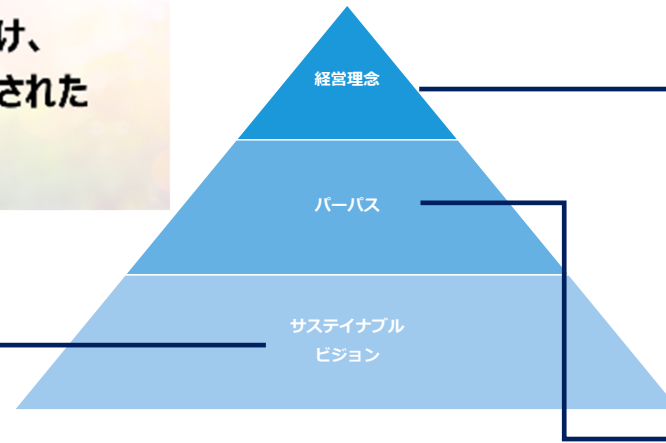 け、
された
経営理念
パーパス
サステイナブル
ビジョン